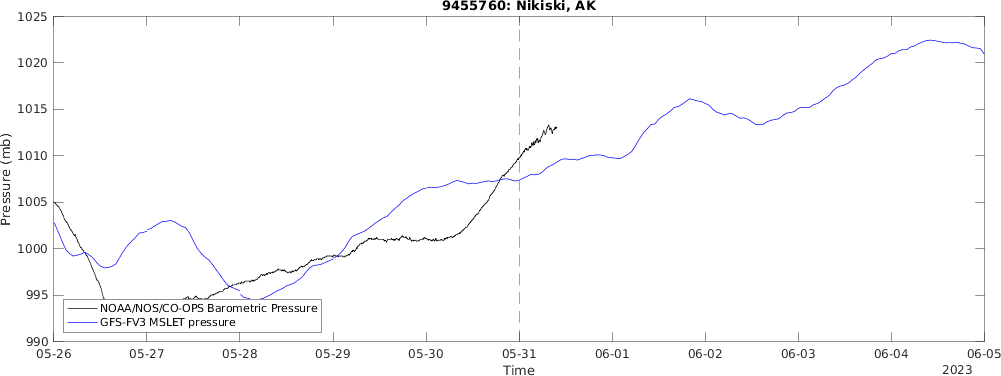 9455760: Nikiski, AK
1025
1020
1015
1010
1005
1000
995
990
Pressure (mb)
NOAA/NOS/CO-OPS Barometric Pressure
GFS-FV3 MSLET pressure
05-26 05-27 05-28 05-29 05-30 05-31 06-01 06-02 06-03 06-04 06-05
Time
2023